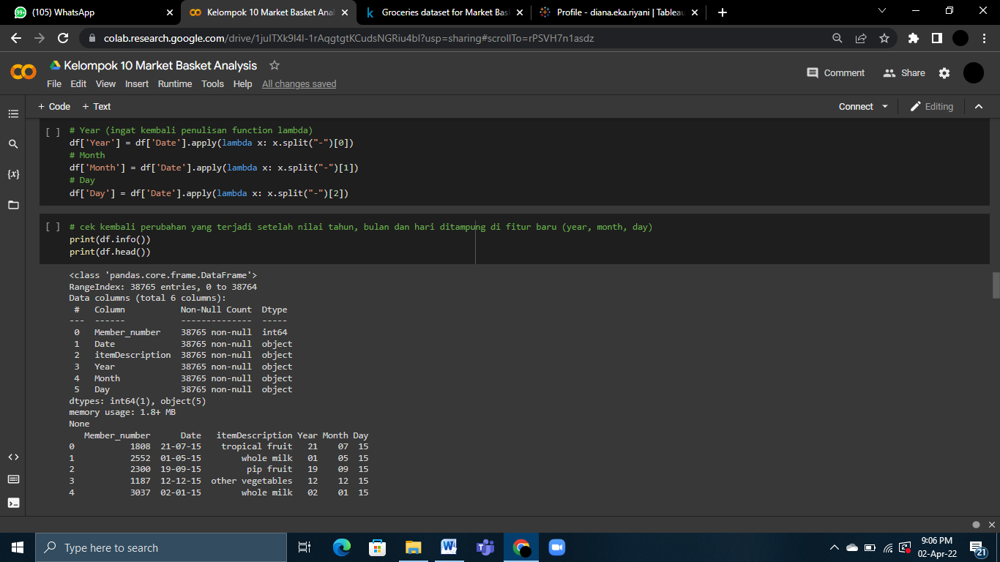 (105) WhatsApp
Kelompok 10 Market Basket Anal
Groceries dataset for Market Bas
Profile - diana.eka.riyani | Tableau
colab.research.google.com/drive/1juITXk9I4I-1rAqgtgtKCudsNGRiu4bI?usp=sharing#scrollTo=rPSVH7n1asdz
Kelompok 10 Market Basket Analysis
Comment
Share
File Edit View Insert Runtime Tools Help All changes saved
+ Code + Text
Connect
Editing
[ ] # Year (ingat kembali penulisan function lambda)
df['Year'] = df['Date'].apply(lambda x: x.split("-")[0])
# Month
df['Month'] = df['Date'].apply(lambda x: x.split("-")[1])
# Day
df['Day'] = df['Date'].apply(lambda x: x.split("-")[2])
[ ] # cek kembali perubahan yang terjadi setelah nilai tahun, bulan dan hari ditampung di fitur baru (year, month, day)
print(df.info())
print(df.head())
<class 'pandas.core.frame.DataFrame'>
RangeIndex: 38765 entries, 0 to 38764
Data columns (total 6 columns):
# Column Non-Null Count Dtype
--- ------ -------------- -----
0 Member_number 38765 non-null int64
1 Date 38765 non-null object
2 itemDescription 38765 non-null object
3 Year 38765 non-null object
4 Month 38765 non-null object
5 Day 38765 non-null object
dtypes: int64(1), object(5)
memory usage: 1.8+ MB
None
Member_number Date itemDescription Year Month Day
0 1808 21-07-15 tropical fruit 21 07 15
1 2552 01-05-15 whole milk 01 05 15
2 2300 19-09-15 pip fruit 19 09 15
3 1187 12-12-15 other vegetables 12 12 15
4 3037 02-01-15 whole milk 02 01 15
Type here to search
9:06 PM
02-Apr-22
21